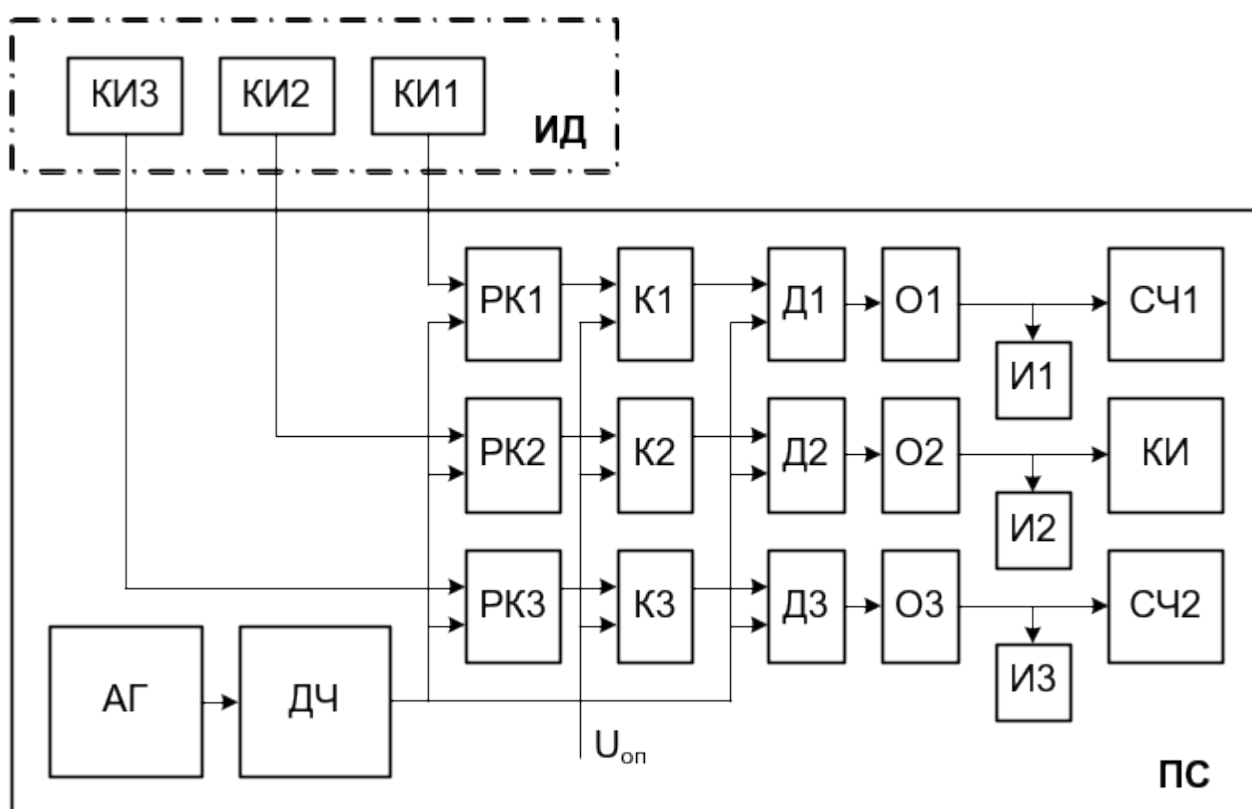 КИ3 КИ2 КИ1
ИД
РК1 К1 Д1 О1 СЧ1
И1
РК2 К2 Д2 О2 КИ
И2
РК3 К3 Д3 О3 СЧ2
И3
АГ ДЧ
Uоп
ПС